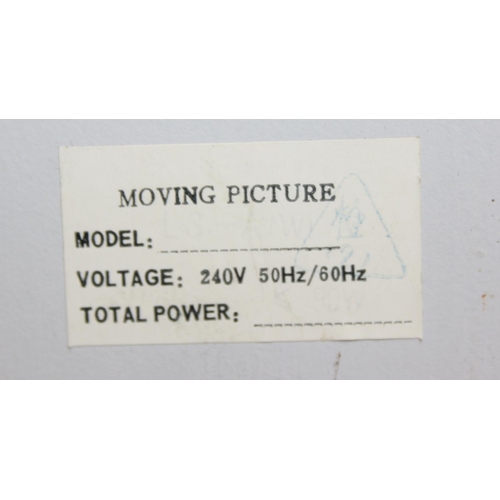 MOVING PICTURE
MODEL:
VOLTAGE: 240V 50Hz/60Hz
TOTAL POWER: